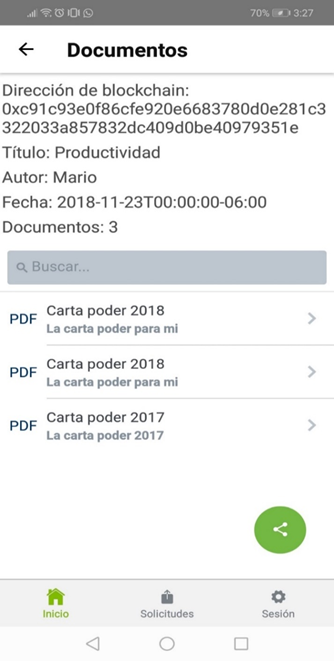 70% 3:27
Documentos
Dirección de blockchain:
0xc91c93e0f86cfe920e6683780d0e281c3
322033a857832dc409d0be40979351e
Título: Productividad
Autor: Mario
Fecha: 2018-11-23T00:00:00-06:00
Documentos: 3
Buscar...
PDF Carta poder 2018
La carta poder para mi
PDF Carta poder 2018
La carta poder para mi
PDF Carta poder 2017
La carta poder 2017
Inicio Solicitudes Sesión